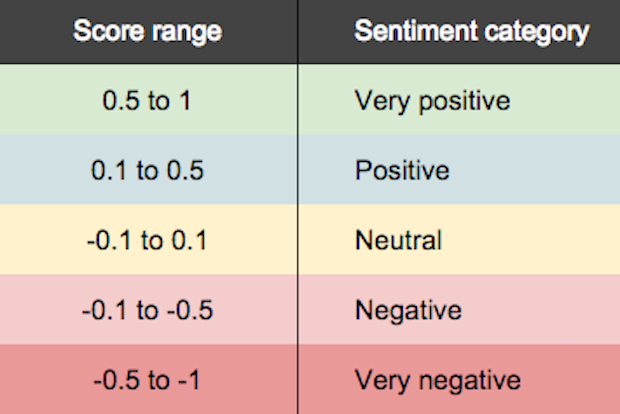 Score range Sentiment category
0.5 to 1 Very positive
0.1 to 0.5 Positive
-0.1 to 0.1 Neutral
-0.1 to -0.5 Negative
-0.5 to -1 Very negative